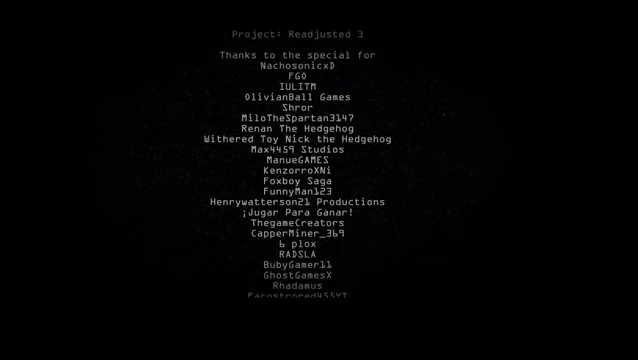 Project: Readjusted 3
Thanks to the special for
NachosonicxD
FGO
IULITM
OlivianBall Games
Shror
MiloTheSpartan3147
Renan The Hedgehog
Withered Toy Nick the Hedgehog
Max4459 Studios
ManueGAMES
KenzorroXNi
Foxboy Saga
FunnyMan123
Henrywatterson21 Productions
¡Jugar Para Ganar!
ThegameCreators
CapperMiner_369
6 plox
RADSLA
BubyGamer11
GhostGamesX
Rhadamus